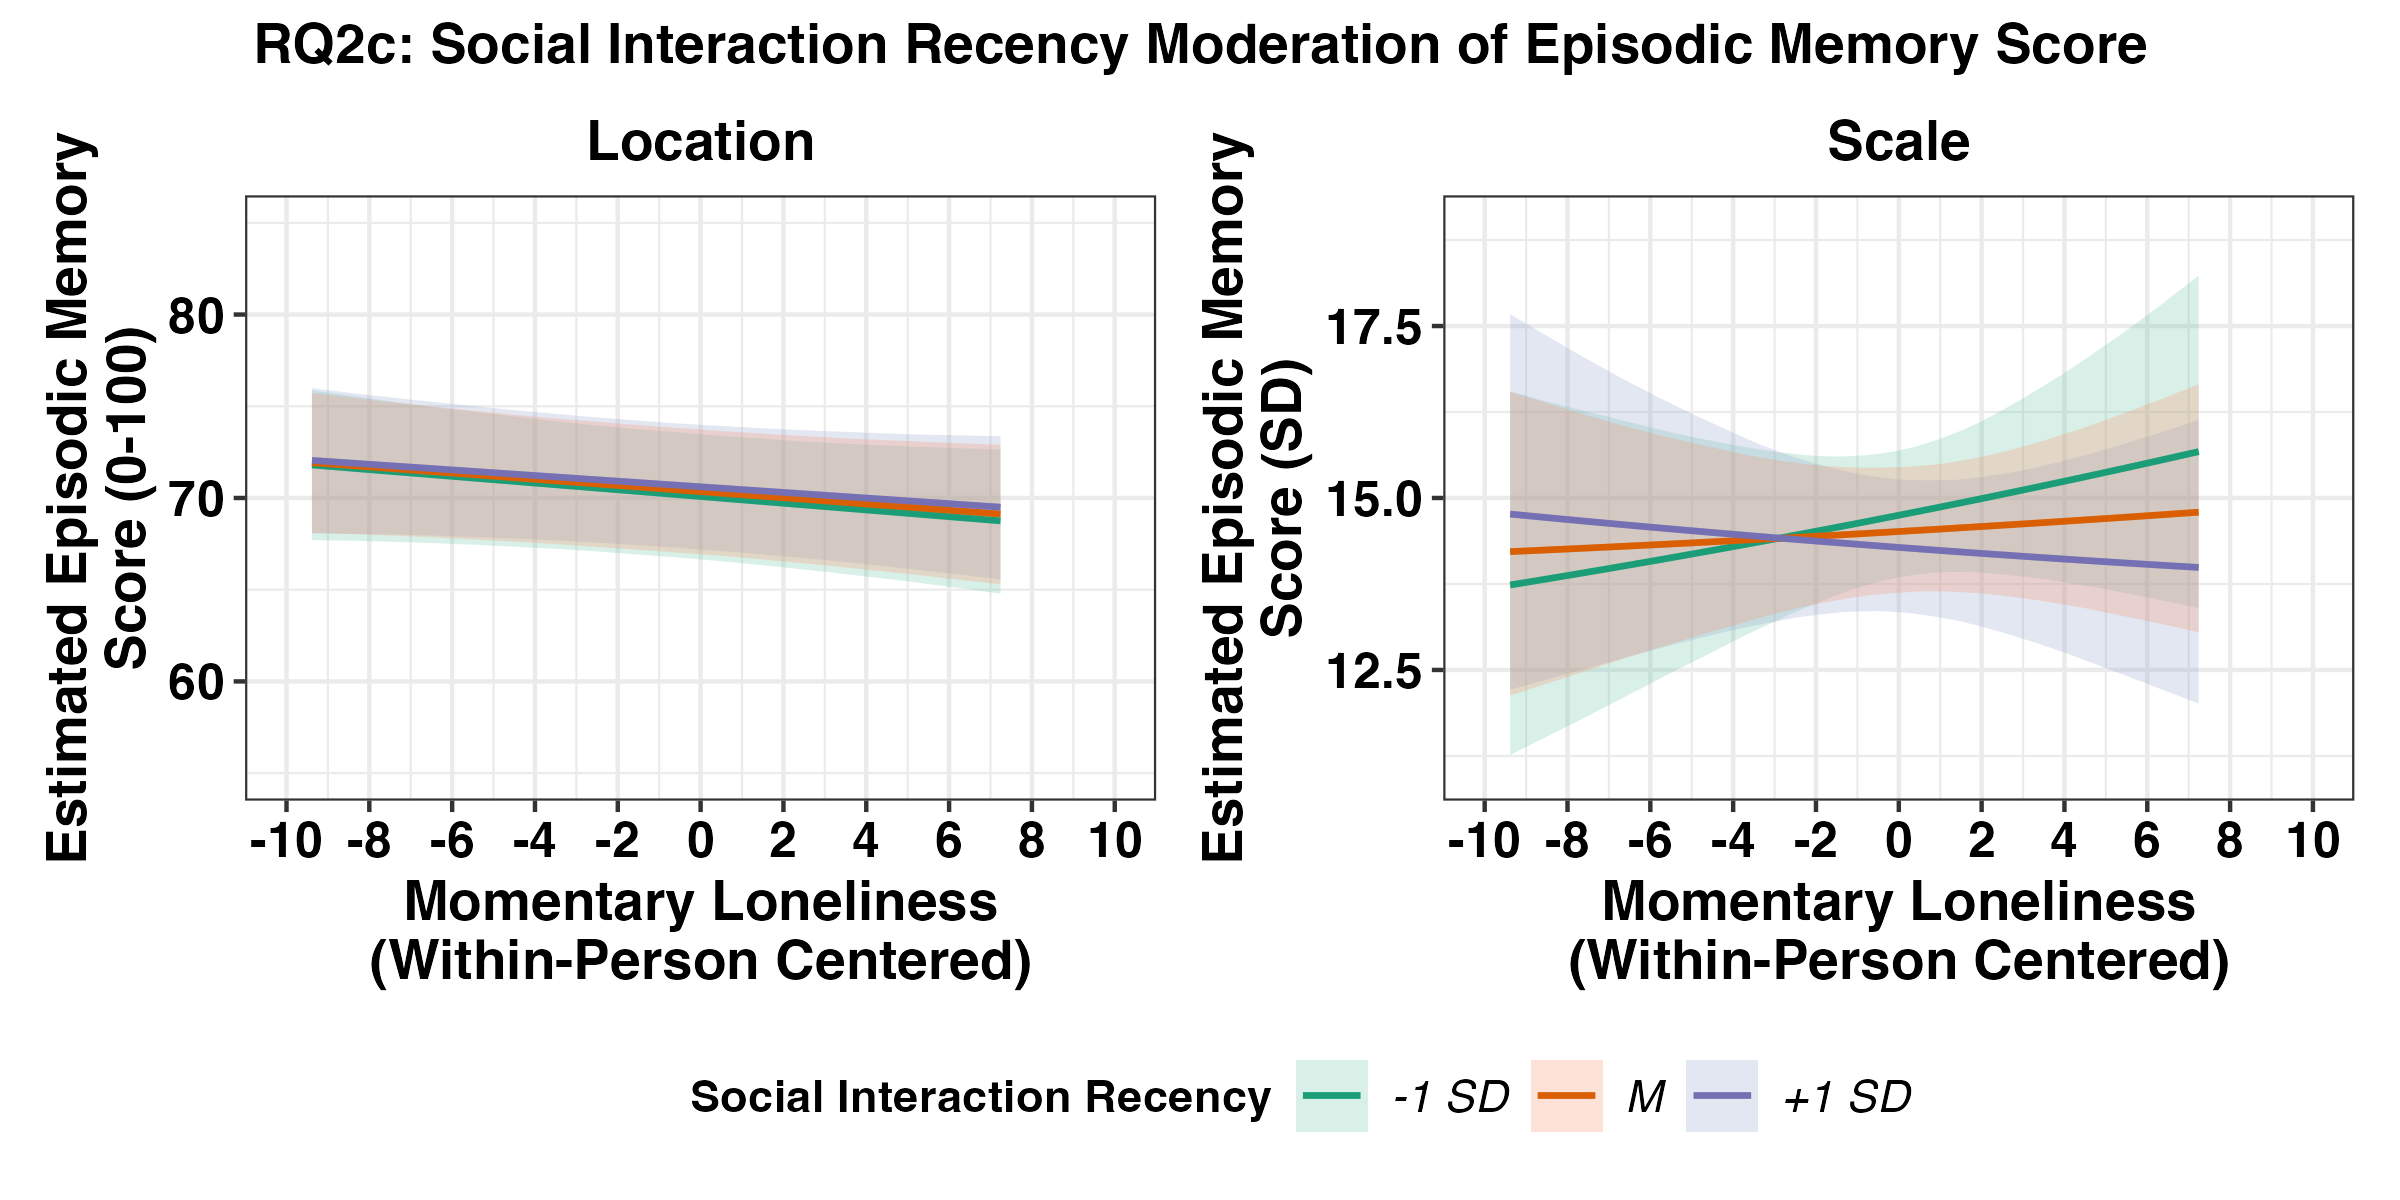 RQ2c: Social Interaction Recency Moderation of Episodic Memory Score
Location
Estimated Episodic Memory
Score (0-100)
80
70
60
-10 -8 -6 -4 -2 0 2 4 6 8 10
Momentary Loneliness
(Within-Person Centered)
Scale
Estimated Episodic Memory
Score (SD)
17.5
15.0
12.5
-10 -8 -6 -4 -2 0 2 4 6 8 10
Momentary Loneliness
(Within-Person Centered)
Social Interaction Recency -1 SD M +1 SD